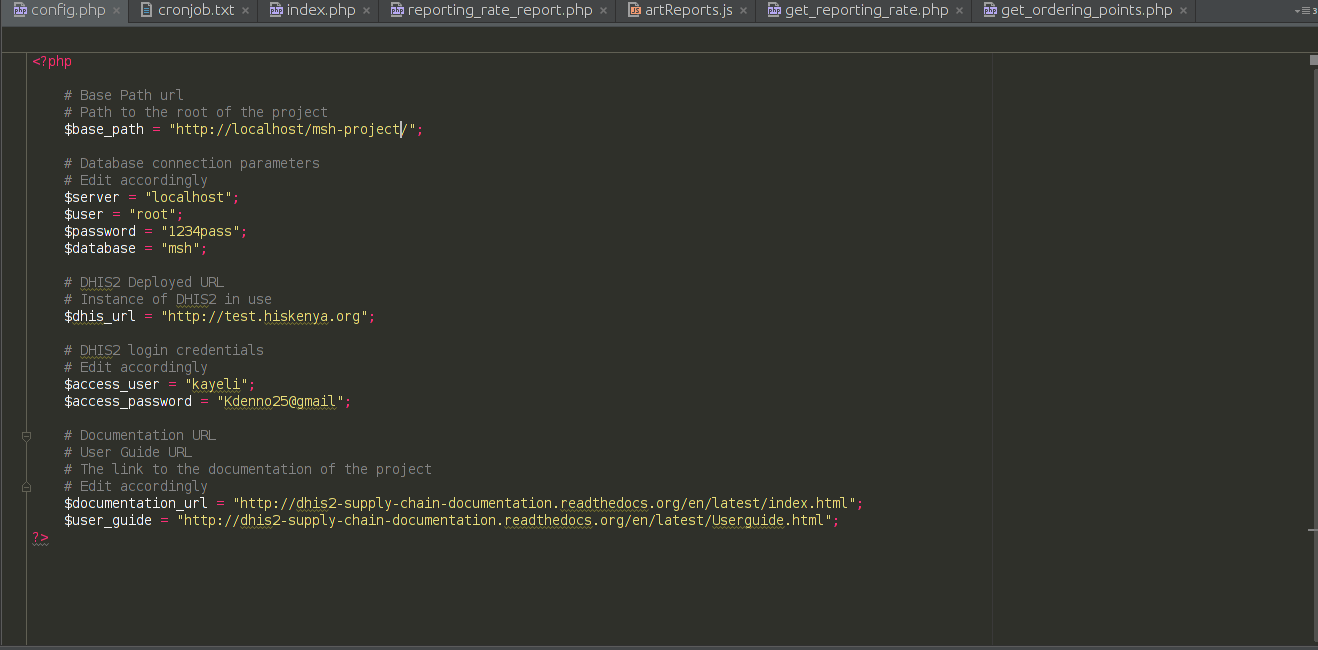 config.php × cronjob.txt × index.php × reporting_rate_report.php × artReports.js × get_reporting_rate.php × get_ordering_points.php × 3
<?php
# Base Path url
# Path to the root of the project
$base_path = "http://localhost/msh-project/";
# Database connection parameters
# Edit accordingly
$server = "localhost";
$user = "root";
$password = "1234pass";
$database = "msh";
# DHIS2 Deployed URL
# Instance of DHIS2 in use
$dhis_url = "http://test.hiskenya.org";
# DHIS2 login credentials
# Edit accordingly
$access_user = "kayeli";
$access_password = "Kdenno25@gmail";
# Documentation URL
# User Guide URL
# The link to the documentation of the project
# Edit accordingly
$documentation_url = "http://dhis2-supply-chain-documentation.readthedocs.org/en/latest/index.html";
$user_guide = "http://dhis2-supply-chain-documentation.readthedocs.org/en/latest/Userguide.html";
?>